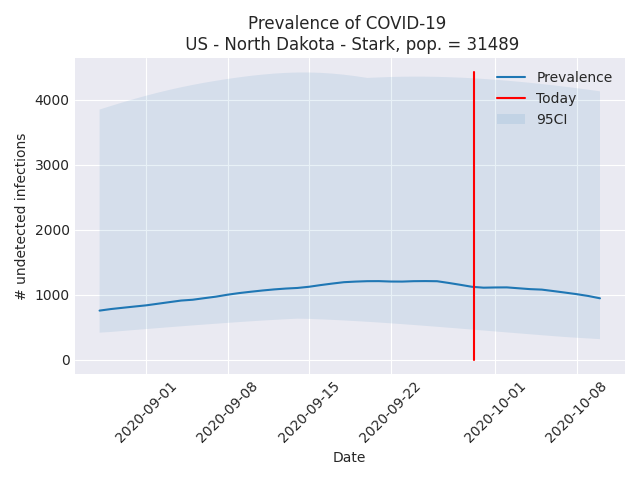 Prevalence of COVID-19
US - North Dakota - Stark, pop. = 31489
# undetected infections
4000
3000
2000
1000
0
Prevalence
Today
95CI
2020-09-01
2020-09-08
2020-09-15
2020-09-22
2020-10-01
2020-10-08
Date